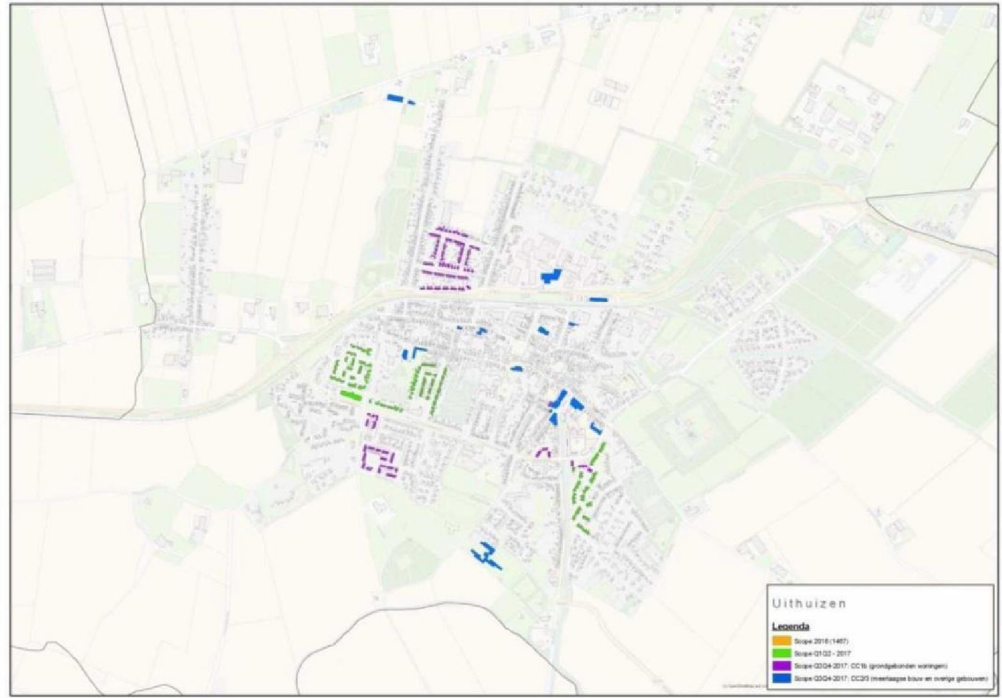 Uithuizen
Legenda
Scope 2016 (1467)
Scope Q1Q2 - 2017
Scope Q3Q4-2017: CC1b (grondgebonden woningen)
Scope Q3Q4-2017: CC2/3 (meerlaagse bouw en overige gebouwen)